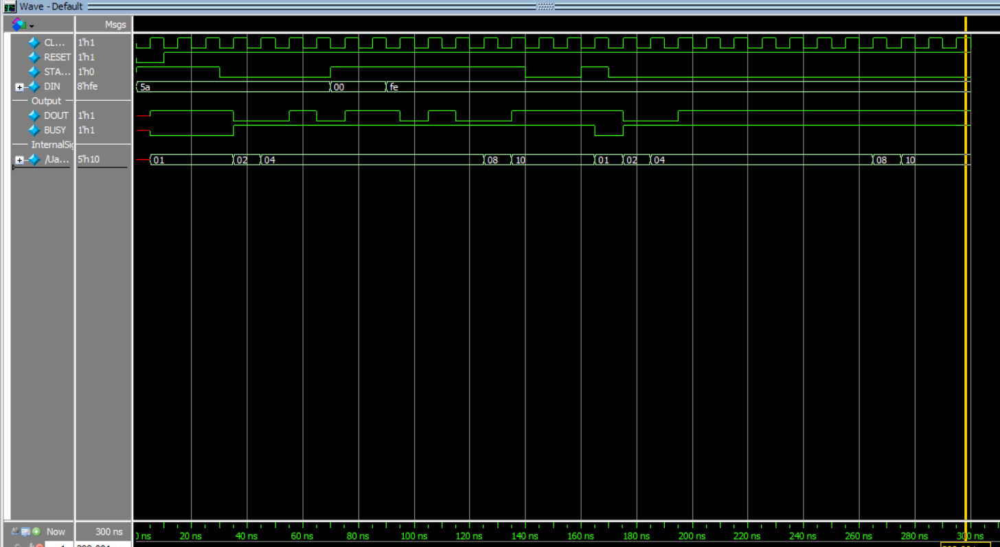 Wave - Default
Msgs
CL... 1'h1
RESET 1'h1
STA... 1'h0
DIN 8'hfe 5a 00 fe
Output
DOUT 1'h1
BUSY 1'h1
InternalSig
/Ua... 5'h10 01 02 04 08 10 01 02 04 08 10
Now 300 ns
0 ns 20 ns 40 ns 60 ns 80 ns 100 ns 120 ns 140 ns 160 ns 180 ns 200 ns 220 ns 240 ns 260 ns 280 ns 300 ns